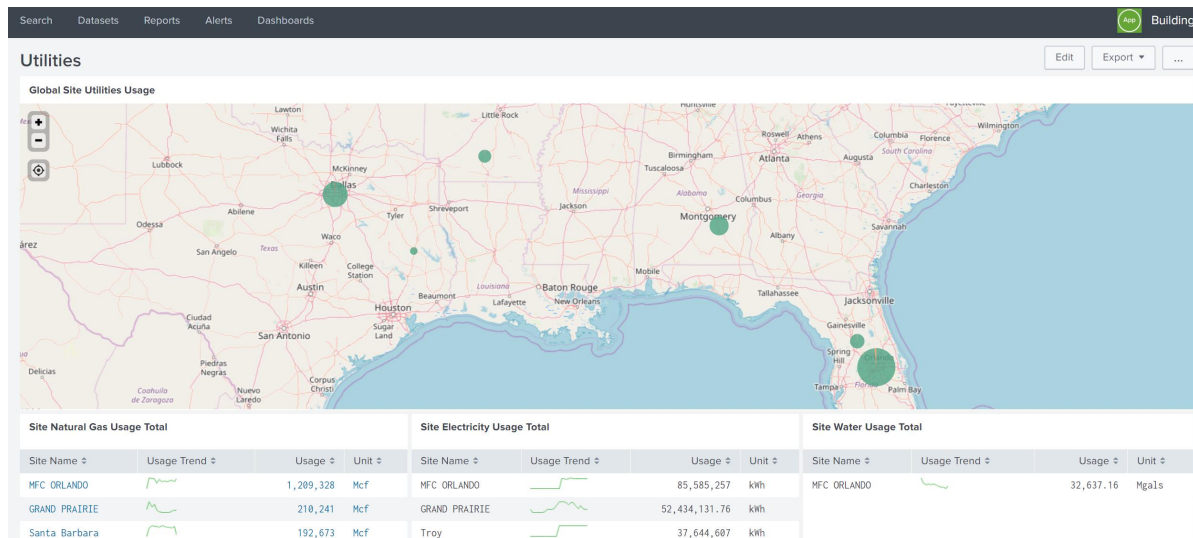 Search Datasets Reports Alerts Dashboards App Building
Utilities Edit Export ...
Global Site Utilities Usage
+
-
Lawton
Little Rock
Wichita
Falls
Roswell Athens
Columbia Florence
Wilmington
Lubbock
McKinney
Birmingham
Atlanta
Augusta
South Carolina
Tuscaloosa
Dallas
Mississippi
Alabama
Georgia
Charleston
Abilene
Tyler
Shreveport
Jackson
Columbus
Montgomery
Odessa
Waco
Savannah
árez
San Angelo
Texas
Albany
Killeen
College
Station
Mobile
Austin
Louisiana
Baton Rouge
Tallahassee
Beaumont
Lafayette
New Orleans
Jacksonville
Houston
Ciudad
Acuña
Sugar
Land
San Antonio
Gainesville
Spring
Hill
Orlando
Piedras
Negras
Delicias
Corpus
Christi
Coahuila
de Zaragoza
Nuevo
Laredo
Tampa
Florida
Palm Bay
Site Natural Gas Usage Total
Site Name Usage Trend Usage Unit
MFC ORLANDO 1,209,328 Mcf
GRAND PRAIRIE 210,241 Mcf
Santa Barbara 192,673 Mcf
Site Electricity Usage Total
Site Name Usage Trend Usage Unit
MFC ORLANDO 85,585,257 kWh
GRAND PRAIRIE 52,434,131.76 kWh
Troy 37,644,607 kWh
Site Water Usage Total
Site Name Usage Trend Usage Unit
MFC ORLANDO 32,637.16 Mgals